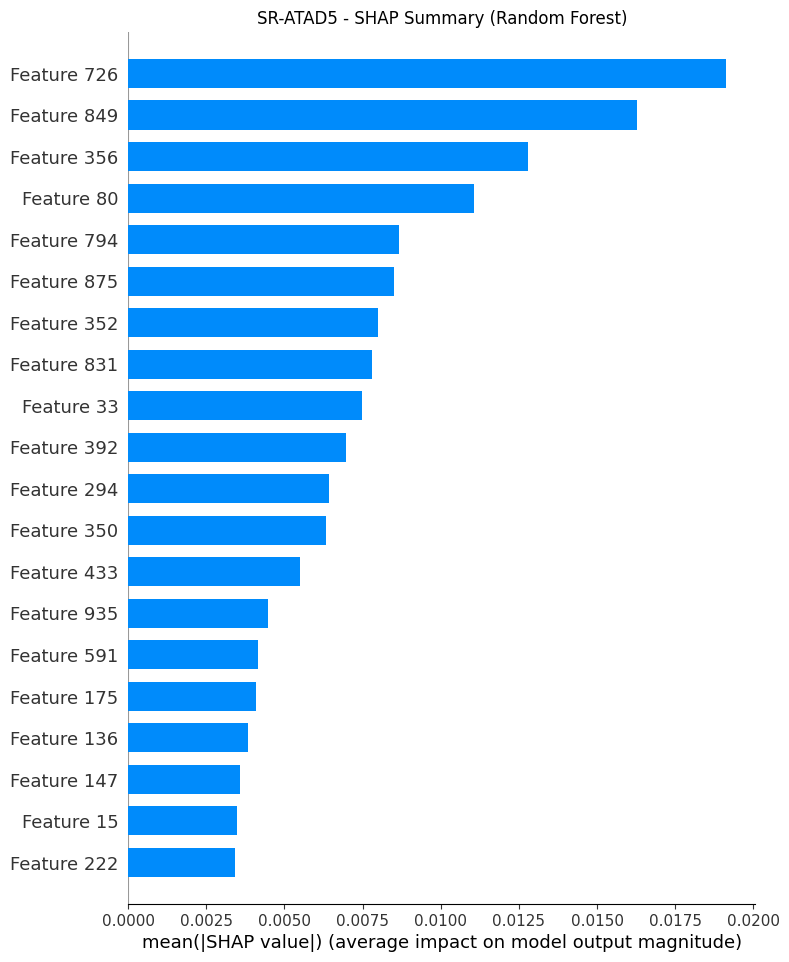 SR-ATAD5 - SHAP Summary (Random Forest)
Feature 726
Feature 849
Feature 356
Feature 80
Feature 794
Feature 875
Feature 352
Feature 831
Feature 33
Feature 392
Feature 294
Feature 350
Feature 433
Feature 935
Feature 591
Feature 175
Feature 136
Feature 147
Feature 15
Feature 222
0.0000 0.0025 0.0050 0.0075 0.0100 0.0125 0.0150 0.0175 0.0200
mean(|SHAP value|) (average impact on model output magnitude)